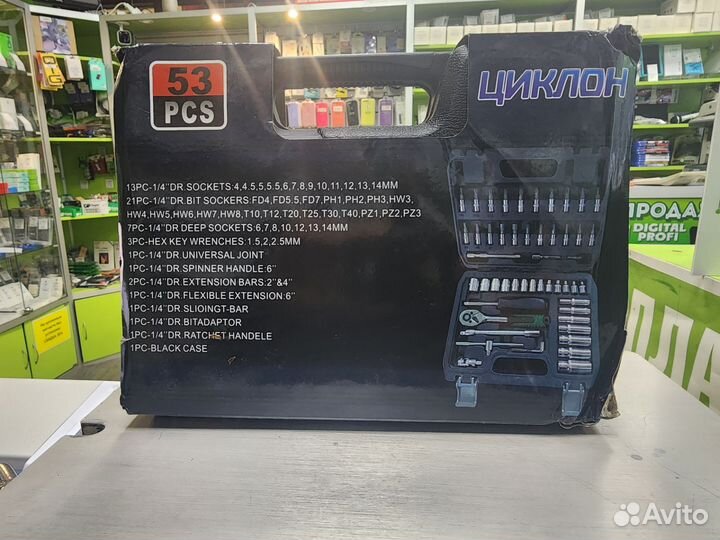 53
PCS
ЦИКЛОН
13PC-1/4"DR.SOCKETS:4,4.5,5,5.5,6,7,8,9,10,11,12,13,14MM
21PC-1/4"DR.BIT SOCKERS:FD4,FD5.5,FD7,PH1,PH2,PH3,HW3,
HW4,HW5,HW6,HW7,HW8,T10,T12,T20,T25,T30,T40,PZ1,PZ2,PZ3
7PC-1/4"DR DEEP SOCKETS:6,7,8,10,12,13,14MM
3PC-HEX KEY WRENCHES:1.5,2,2.5MM
1PC-1/4"DR.UNIVERSAL JOINT
1PC-1/4"DR.SPINNER HANDLE:6"
2PC-1/4"DR.EXTENSION BARS:2"&4"
1PC-1/4"DR.FLEXIBLE EXTENSION:6"
1PC-1/4"DR.SLIOINGT-BAR
1PC-1/4"DR.BITADAPTOR
1PC-1/4"DR.RATCHET HANDELE
1PC-BLACK CASE
ПРОДАЖ
DIGITAL
PROFI
ПЛА
Avito